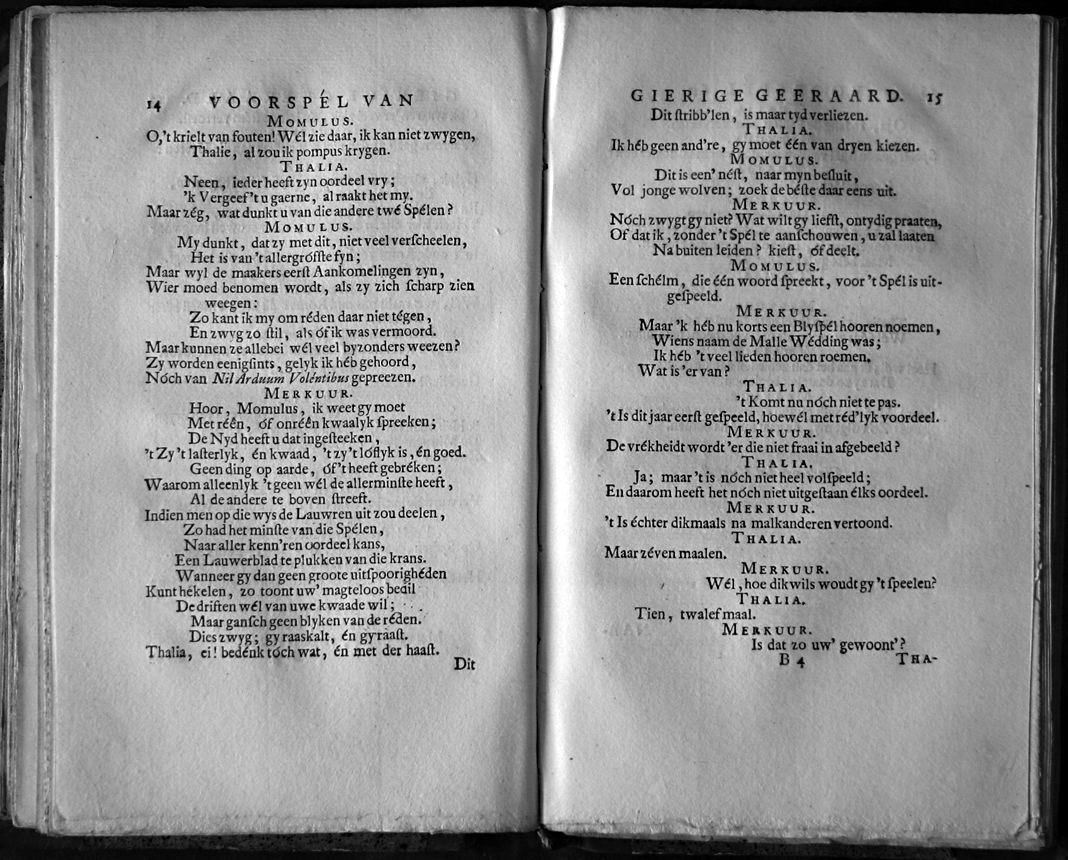 14 VOORSPÉL VAN
MOMULUS.
O,'t krielt van fouten! Wél zie daar, ik kan niet zwygen,
Thalie, al zou ik pompus krygen.
THALIA.
Neen, ieder heeft zyn oordeel vry;
'k Vergeef 't u gaerne, al raakt het my.
Maar zég, wat dunkt u van die andere twé Spélen?
MOMULUS.
My dunkt, dat zy met dit, niet veel verſcheelen,
Het is van 't allergróſſte fyn;
Maar wyl de maakers eerſt Aankomelingen zyn,
Wier moed benomen wordt, als zy zich ſcharp zien
weegen:
Zo kant ik my om réden daar niet tégen,
En zwyg zo ſtil, als óf ik was vermoord.
Maar kunnen ze allebei wél veel byzonders weezen?
Zy worden eenigſints, gelyk ik héb gehoord,
Nóch van Nil Arduum Voléntibus gepreezen.
MERKUUR.
Hoor, Momulus, ik weet gy moet
Met réên, óf onréên kwaalyk ſpreeken;
De Nyd heeft u dat ingeſteeken,
't Zy 't laſterlyk, én kwaad, 't zy 't lóflyk is, én goed.
Geen ding op aarde, óf 't heeft gebréken;
Waarom alleenlyk 't geen wél de allerminſte heeft,
Al de andere te boven ſtreeft.
Indien men op die wys de Lauwren uit zou deelen,
Zo had het minſte van die Spélen,
Naar aller kenn'ren oordeel kans,
Een Lauwerblad te plukken van die krans.
Wanneer gy dan geen groote uitſpoorighéden
Kunt hékelen, zo toont uw' magteloos bedil
De driften wél van uwe kwaade wil;
Maar ganſch geen blyken van de réden.
Dies zwyg; gy raaskalt, én gy raaſt.
Thalia, ei! bedénk tóch wat, én met der haaſt.
Dit
GIERIGE GEERAARD. 15
Dit ſtribb'len, is maar tyd verliezen.
THALIA.
Ik héb geen and're, gy moet één van dryen kiezen.
MOMULUS.
Dit is een' néſt, naar myn beſluit,
Vol jonge wolven; zoek de béſte daar eens uit.
MERKUUR.
Nóch zwygt gy niet? Wat wilt gy liefſt, ontydig praaten,
Of dat ik, zonder 't Spél te aanſchouwen, u zal laaten
Na buiten leiden? kieſt, óf deelt.
MOMULUS.
Een ſchélm, die één woord ſpreekt, voor 't Spél is uit-
geſpeeld.
MERKUUR.
Maar 'k héb nu korts een Blyſpél hooren noemen,
Wiens naam de Malle Wédding was;
Ik héb 't veel lieden hooren roemen.
Wat is 'er van?
THALIA.
't Komt nu nóch niet te pas.
't Is dit jaar eerſt geſpeeld, hoewél met réd'lyk voordeel.
MERKUUR.
De vrékheidt wordt 'er die niet fraai in afgebeeld?
THALIA.
Ja; maar 't is nóch niet heel volſpeeld;
En daarom heeft het nóch niet uitgeſtaan élks oordeel.
MERKUUR.
't Is échter dikmaals na malkanderen vertoond.
THALIA.
Maar zéven maalen.
MERKUUR.
Wél, hoe dikwils woudt gy 't ſpeelen?
THALIA.
Tien, twalef maal.
MERKUUR.
Is dat zo uw' gewoont'?
B 4 THA-